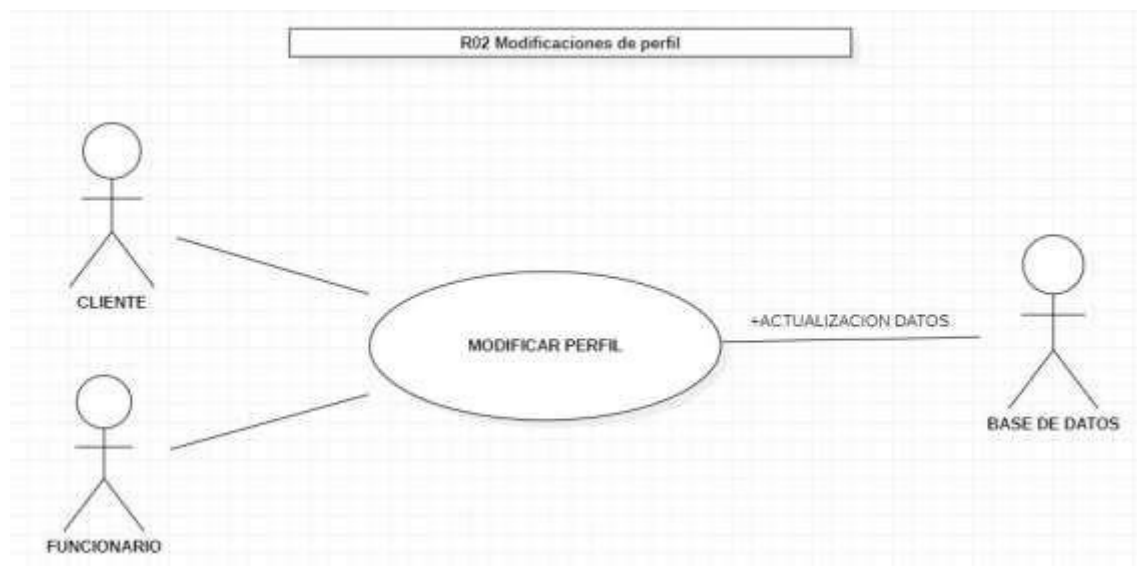 R02 Modificaciones de perfil
CLIENTE
MODIFICAR PERFIL
+ACTUALIZACION DATOS
BASE DE DATOS
FUNCIONARIO